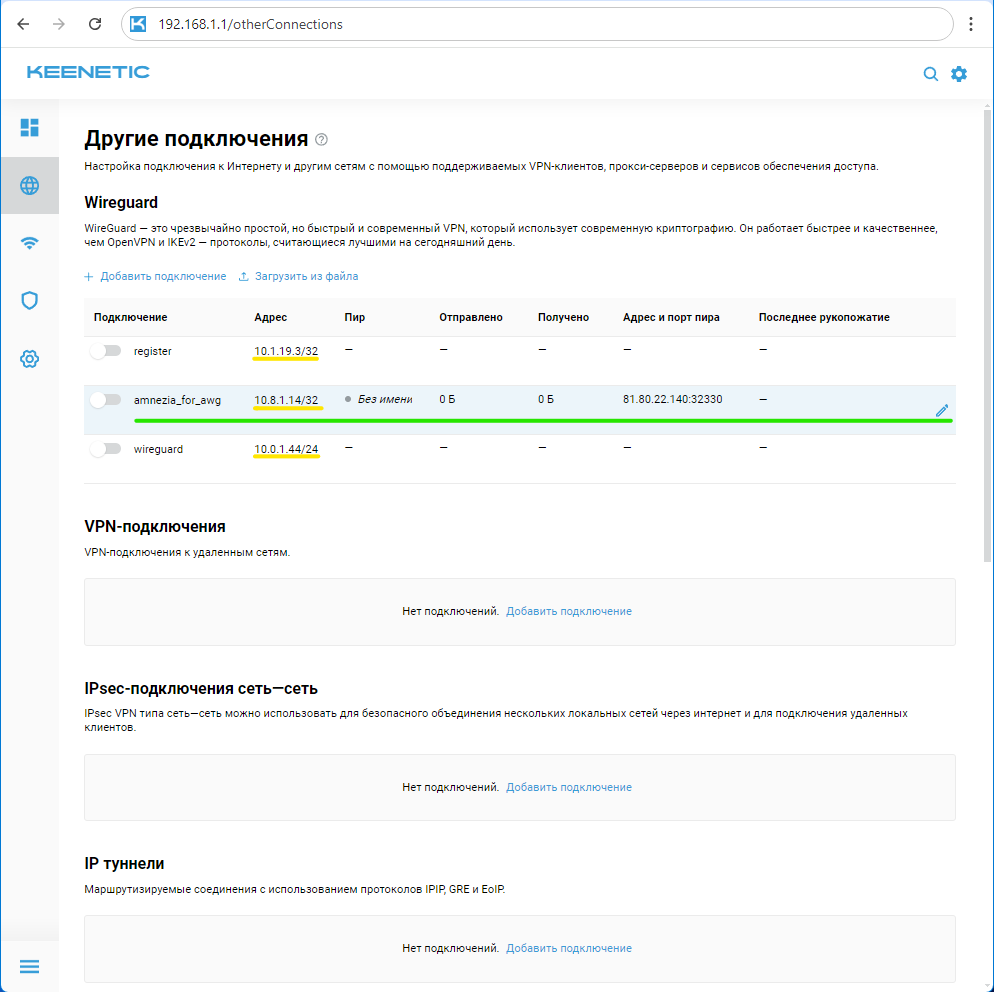 192.168.1.1/otherConnections
KEENETIC
Другие подключения
Настройка подключения к Интернету и другим сетям с помощью поддерживаемых VPN-клиентов, прокси-серверов и сервисов обеспечения доступа.
Wireguard
WireGuard — это чрезвычайно простой, но быстрый и современный VPN, который использует современную криптографию. Он работает быстрее и качественнее,
чем OpenVPN и IKEv2 — протоколы, считающиеся лучшими на сегодняшний день.
+ Добавить подключение Загрузить из файла
Подключение Адрес Пир Отправлено Получено Адрес и порт пира Последнее рукопожатие
register 10.1.19.3/32 — — — — —
amnezia_for_awg 10.8.1.14/32 Без имени 0 Б 0 Б 81.80.22.140:32330 —
wireguard 10.0.1.44/24 — — — — —
VPN-подключения
VPN-подключения к удаленным сетям.
Нет подключений. Добавить подключение
IPsec-подключения сеть—сеть
IPsec VPN типа сеть—сеть можно использовать для безопасного объединения нескольких локальных сетей через интернет и для подключения удаленных
клиентов.
Нет подключений. Добавить подключение
IP туннели
Маршрутизируемые соединения с использованием протоколов IPIP, GRE и EoIP.
Нет подключений. Добавить подключение